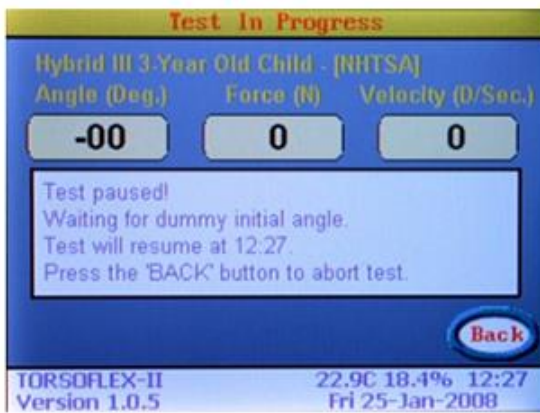 Test In Progress
Hybrid III 3-Year Old Child - [NHTSA]
Angle (Deg.) Force (N) Velocity (D/Sec.)
-00 0 0
Test paused!
Waiting for dummy initial angle.
Test will resume at 12:27.
Press the 'BACK' button to abort test.
Back
TORSOFLEX-II 22.9C 18.4% 12:27
Version 1.0.5 Fri 25-Jan-2008